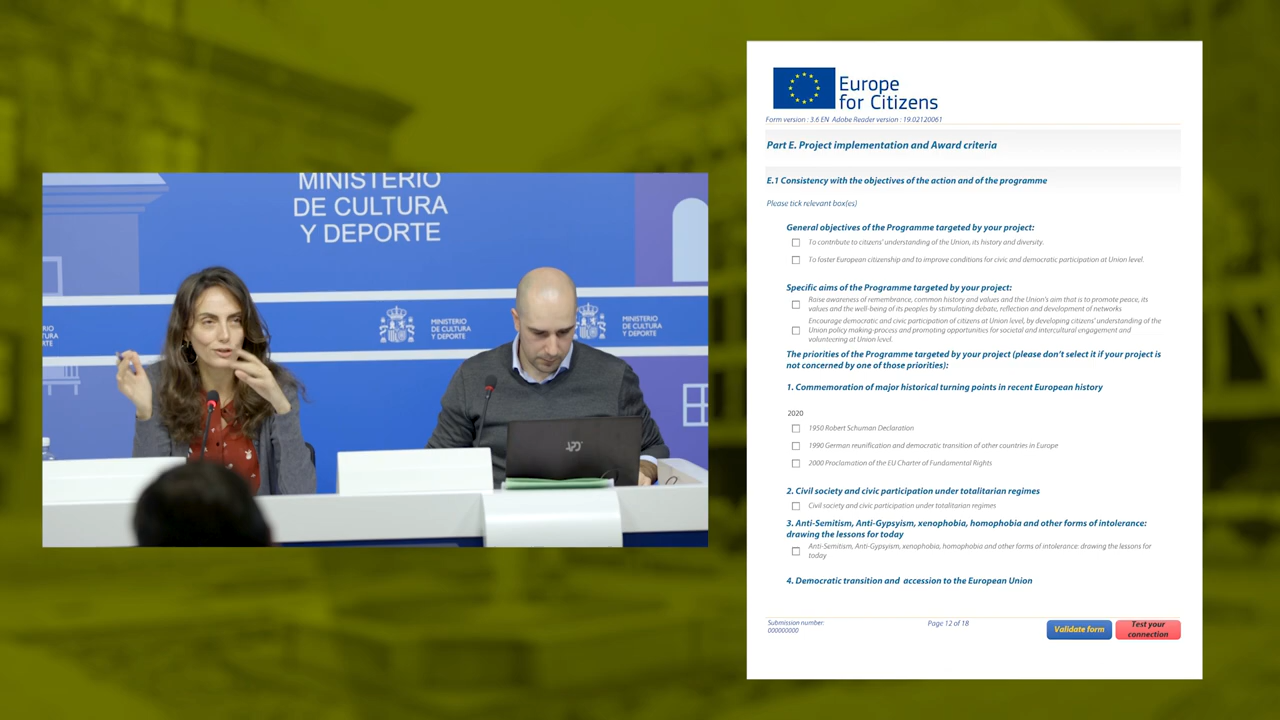 MINISTERIO
DE CULTURA
Y DEPORTE
MINISTERIO
DE CULTURA
Y DEPORTE
MINISTERIO
DE CULTURA
Y DEPORTE
Europe
for Citizens
Form version : 3.6 EN Adobe Reader version : 19.02120061
Part E. Project implementation and Award criteria
E.1 Consistency with the objectives of the action and of the programme
Please tick relevant box(es)
General objectives of the Programme targeted by your project:
To contribute to citizens' understanding of the Union, its history and diversity.
To foster European citizenship and to improve conditions for civic and democratic participation at Union level.
Specific aims of the Programme targeted by your project:
Raise awareness of remembrance, common history and values and the Union's aim that is to promote peace, its
values and the well-being of its peoples by stimulating debate, reflection and development of networks
Encourage democratic and civic participation of citizens at Union level, by developing citizens' understanding of the
Union policy making-process and promoting opportunities for societal and intercultural engagement and
volunteering at Union level.
The priorities of the Programme targeted by your project (please don't select it if your project is
not concerned by one of those priorities):
1. Commemoration of major historical turning points in recent European history
2020
1950 Robert Schuman Declaration
1990 German reunification and democratic transition of other countries in Europe
2000 Proclamation of the EU Charter of Fundamental Rights
2. Civil society and civic participation under totalitarian regimes
Civil society and civic participation under totalitarian regimes
3. Anti-Semitism, Anti-Gypsyism, xenophobia, homophobia and other forms of intolerance:
drawing the lessons for today
Anti-Semitism, Anti-Gypsyism, xenophobia, homophobia and other forms of intolerance: drawing the lessons for
today
4. Democratic transition and accession to the European Union
Submission number:
000000000
Page 12 of 18
Validate form
Test your
connection